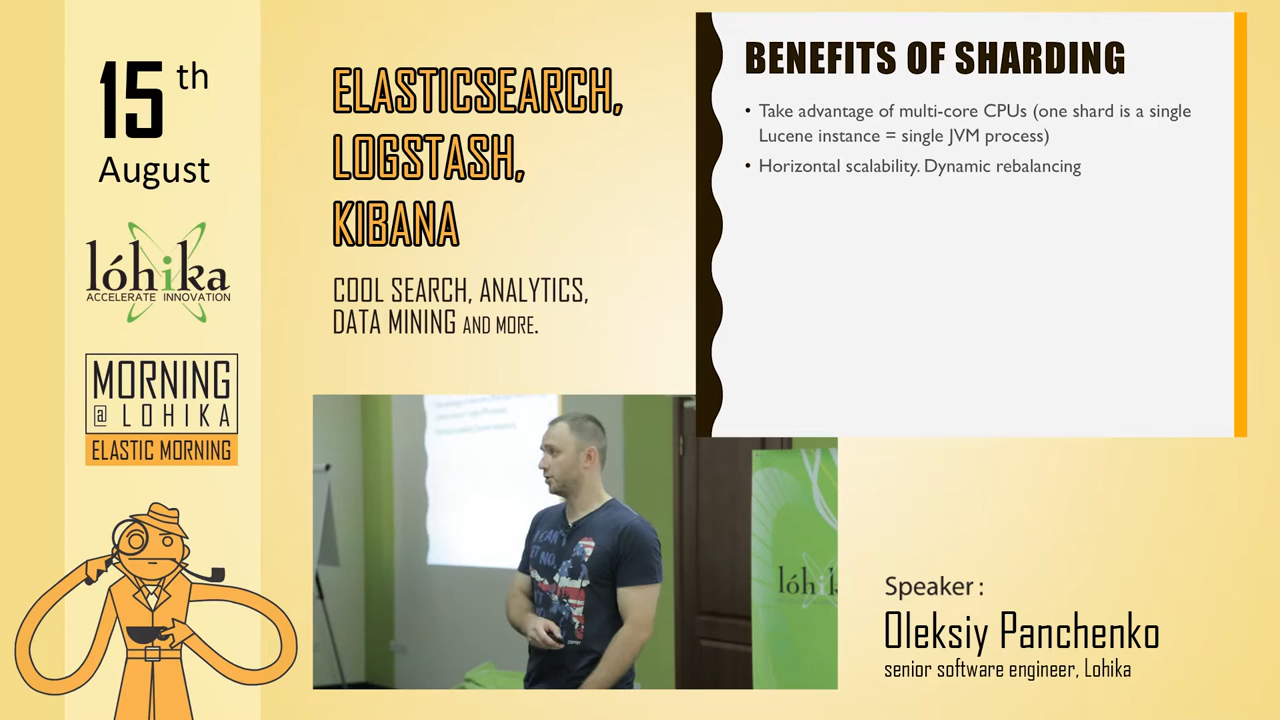 15 th
August
lóhika
ACCELERATE INNOVATION
MORNING
@ LOHIKA
ELASTIC MORNING
ELASTICSEARCH,
LOGSTASH,
KIBANA
COOL SEARCH, ANALYTICS,
DATA MINING AND MORE.
BENEFITS OF SHARDING
• Take advantage of multi-core CPUs (one shard is a single
Lucene instance = single JVM process)
• Horizontal scalability. Dynamic rebalancing
I CAN'T
lóhik
Speaker :
Oleksiy Panchenko
senior software engineer, Lohika